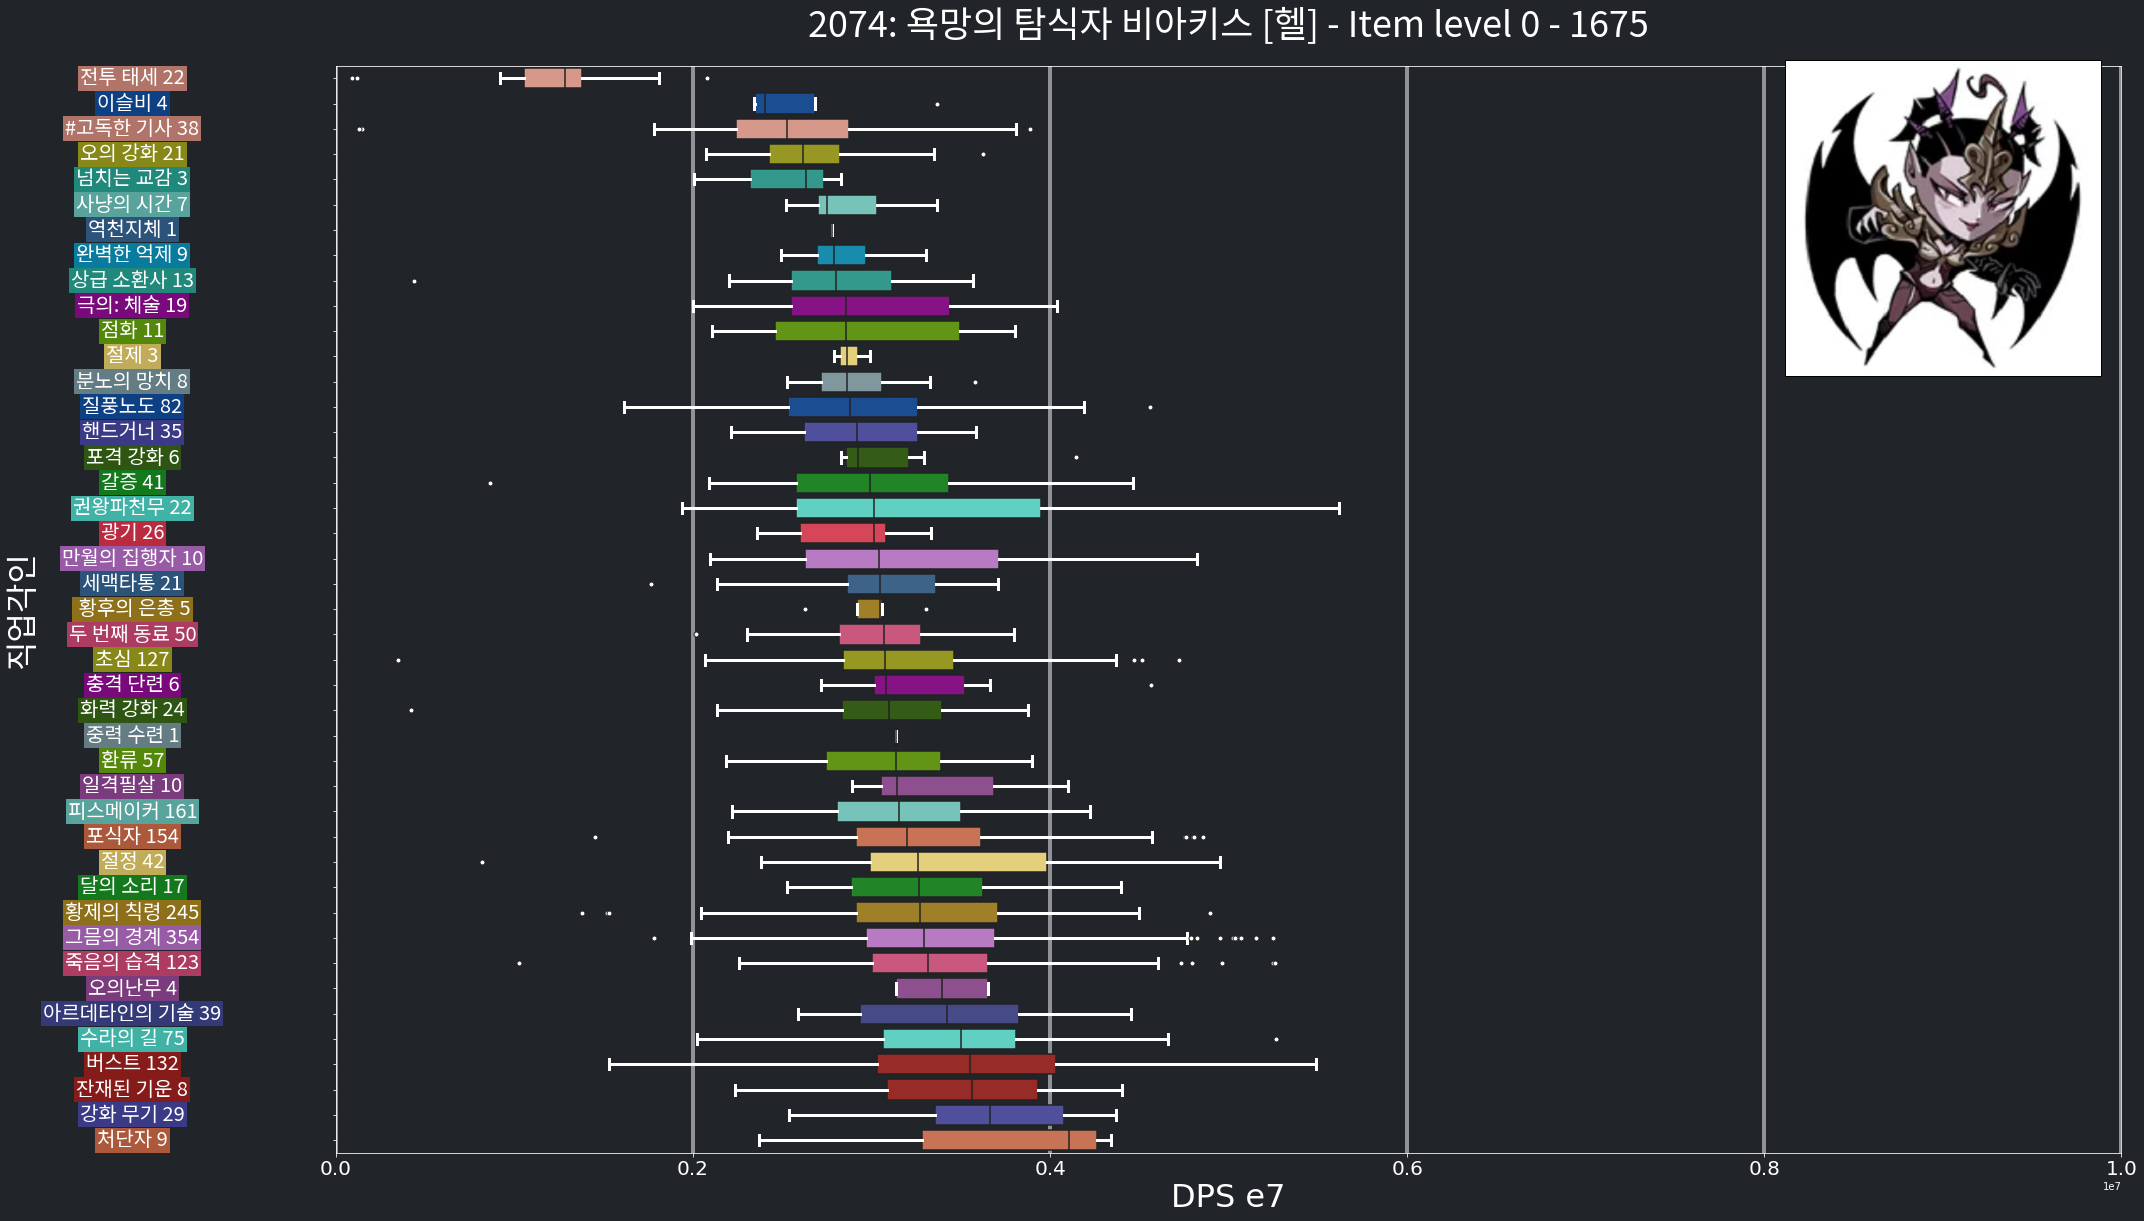 2074: 욕망의 탐식자 비아키스 [헬] - Item level 0 - 1675
직업각인
전투 태세 22
이슬비 4
#고독한 기사 38
오의 강화 21
넘치는 교감 3
사냥의 시간 7
역천지체 1
완벽한 억제 9
상급 소환사 13
극의: 체술 19
점화 11
절제 3
분노의 망치 8
질풍노도 82
핸드거너 35
포격 강화 6
갈증 41
권왕파천무 22
광기 26
만월의 집행자 10
세맥타통 21
황후의 은총 5
두 번째 동료 50
초심 127
충격 단련 6
화력 강화 24
중력 수련 1
환류 57
일격필살 10
피스메이커 161
포식자 154
절정 42
달의 소리 17
황제의 칙령 245
그믐의 경계 354
죽음의 습격 123
오의난무 4
아르데타인의 기술 39
수라의 길 75
버스트 132
잔재된 기운 8
강화 무기 29
처단자 9
0.0 0.2 0.4 0.6 0.8 1.0
1e7
DPS e7